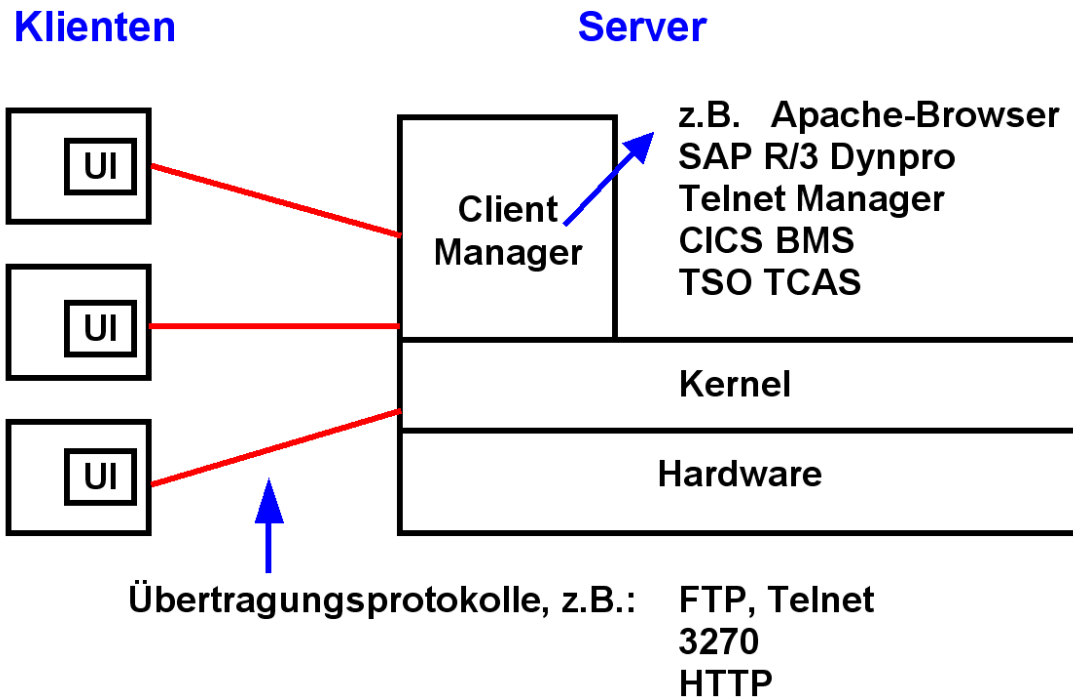 Klienten
Server
z.B. Apache-Browser
SAP R/3 Dynpro
Telnet Manager
CICS BMS
TSO TCAS
UI
UI
UI
Client
Manager
Kernel
Hardware
Übertragungsprotokolle, z.B.: FTP, Telnet
3270
HTTP